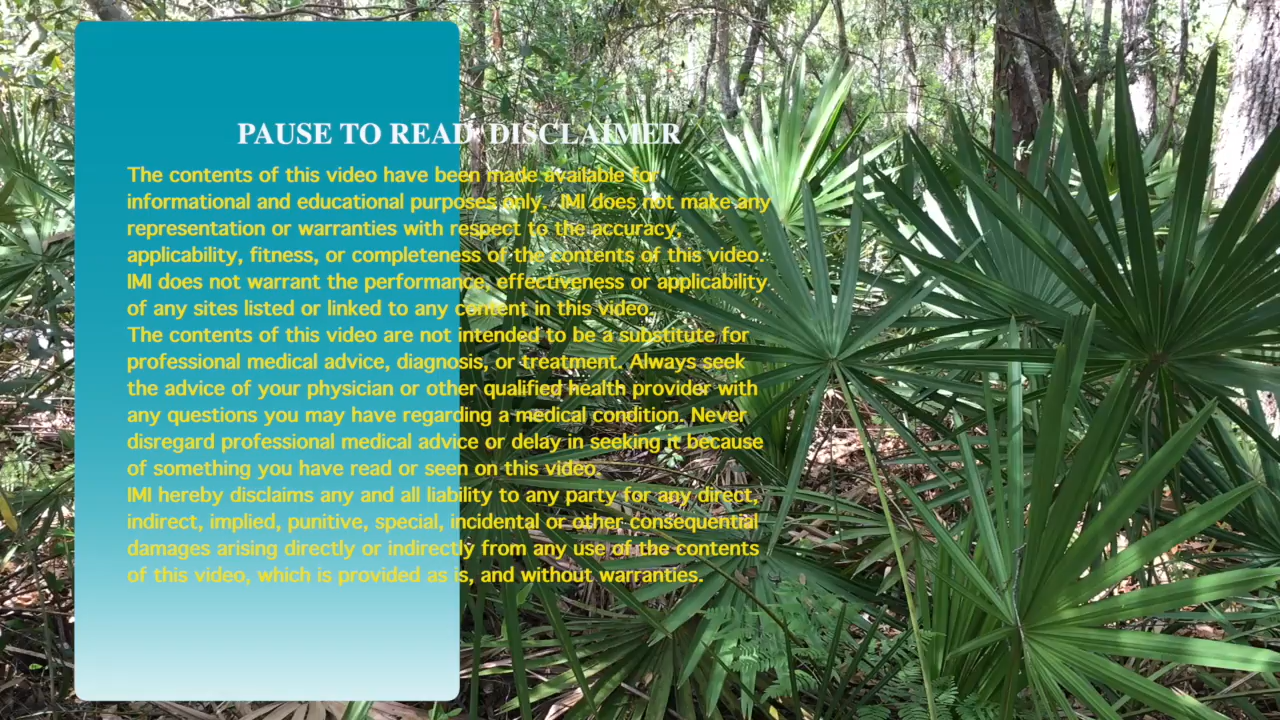 PAUSE TO READ DISCLAIMER
The contents of this video have been made available for
informational and educational purposes only. IMI does not make any
representation or warranties with respect to the accuracy,
applicability, fitness, or completeness of the contents of this video.
IMI does not warrant the performance, effectiveness or applicability
of any sites listed or linked to any content in this video.
The contents of this video are not intended to be a substitute for
professional medical advice, diagnosis, or treatment. Always seek
the advice of your physician or other qualified health provider with
any questions you may have regarding a medical condition. Never
disregard professional medical advice or delay in seeking it because
of something you have read or seen on this video.
IMI hereby disclaims any and all liability to any party for any direct,
indirect, implied, punitive, special, incidental or other consequential
damages arising directly or indirectly from any use of the contents
of this video, which is provided as is, and without warranties.